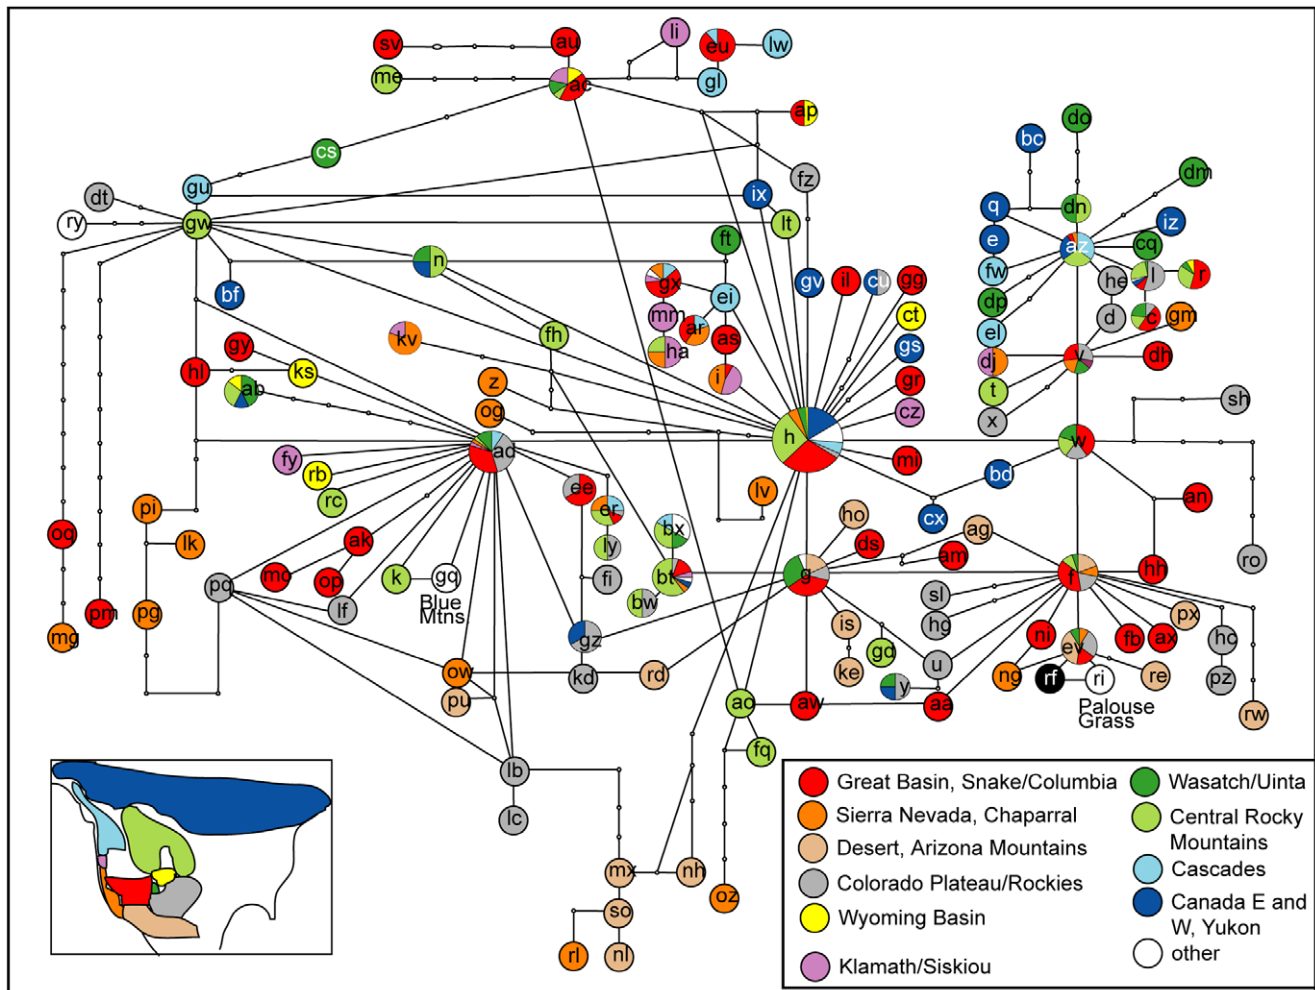 li
sv
au
eu
lw
me
ac
gl
ap
do
bc
cs
fz
dm
gu
dt
ix
q
dn
ry
gw
lt
iz
ft
e
az
cq
n
gx
fw
he
l
r
bf
ei
gv
il
cu
gg
dp
mm
ct
el
d
c
gm
kv
fh
ar
as
gs
gy
ha
dj
v
dh
hl
ks
i
gr
t
ab
z
cz
x
sh
og
h
w
fy
ad
mi
rb
ee
bd
rc
lv
an
pi
er
ho
cx
oq
lk
ak
bx
ds
ag
ro
ly
am
mo
op
k
gq
fi
bt
g
f
hh
pq
lf
Blue
Mtns.
bw
sl
pm
pg
is
hg
px
mg
gz
gd
ni
fb
ax
hc
ev
ow
kd
rd
ke
u
ng
rf
ri
re
pz
y
pu
ao
aw
aa
Palouse
Grass
rw
fq
lb
lc
mx
nh
oz
so
rl
nl
Great Basin, Snake/Columbia
Sierra Nevada, Chaparral
Desert, Arizona Mountains
Colorado Plateau/Rockies
Wyoming Basin
Klamath/Siskiou
Wasatch/Uinta
Central Rocky
Mountains
Cascades
Canada E and
W, Yukon
other